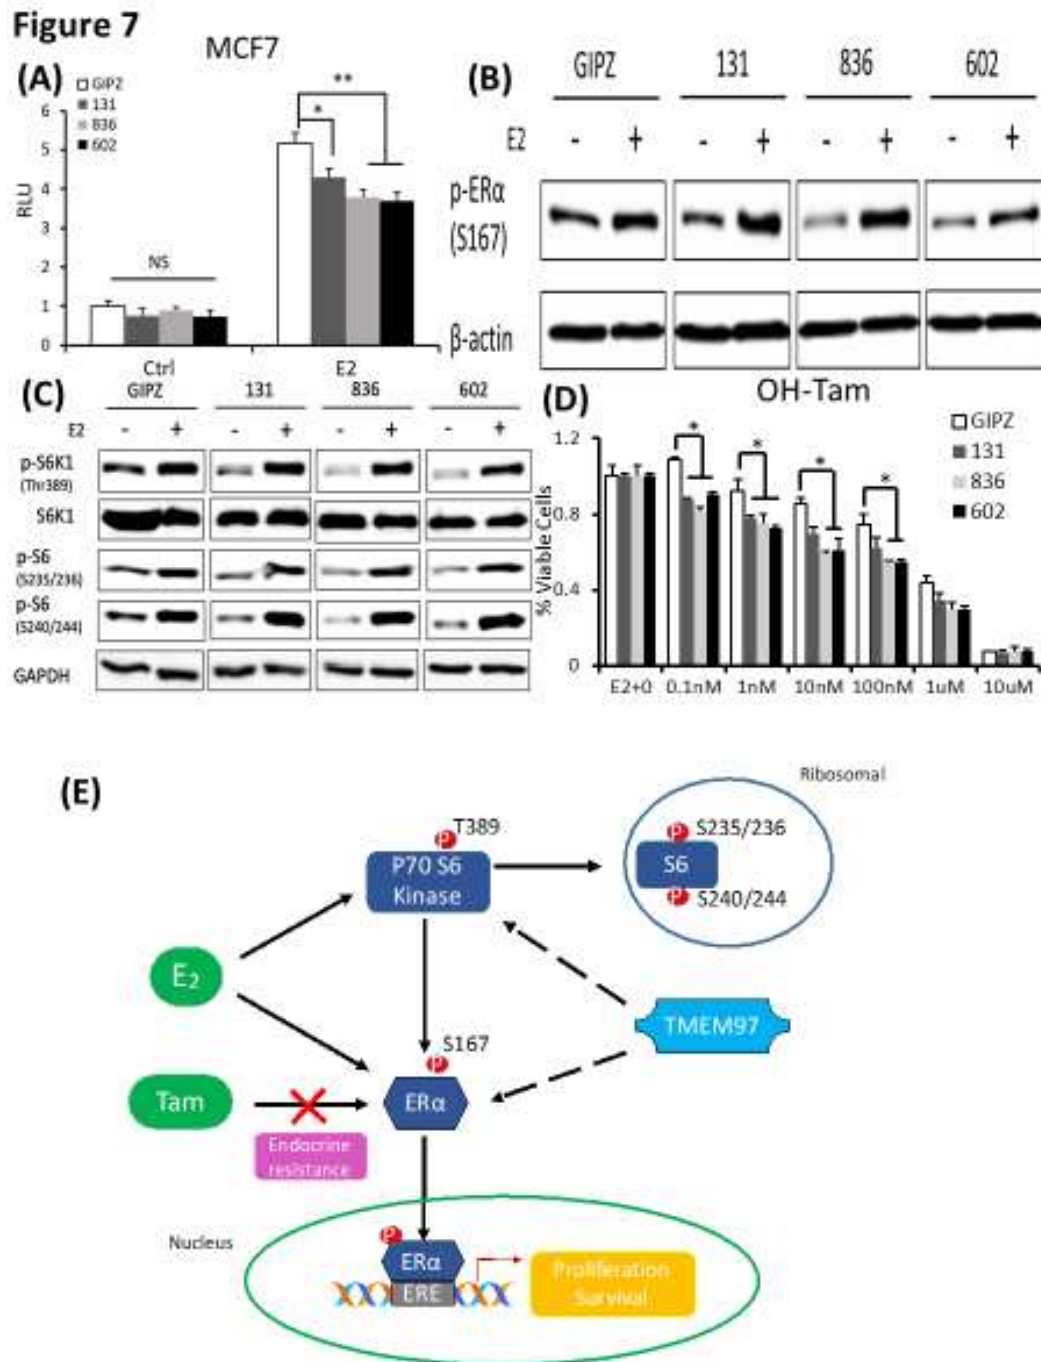 Figure 7
MCF7
(A)
GIPZ
131
836
602
**
*
6
5
4
3
2
1
0
RLU
NS
Ctrl
E2
(B)
GIPZ 131 836 602
E2 - + - + - + - +
p-ERα
(S167)
β-actin
(C)
GIPZ 131 836 602
E2 - + - + - + - +
p-S6K1
(Thr389)
S6K1
p-S6
(S235/236)
p-S6
(S240/244)
GAPDH
(D)
OH-Tam
GIPZ
131
836
602
* * * *
1.2
0.8
0.4
0
% Viable Cells
E2+0 0.1nM 1nM 10nM 100nM 1uM 10uM
(E)
Ribosomal
P T389
P70 S6
Kinase
P S235/236
S6
P S240/244
E2
TMEM97
S167
P
ERα
Tam
Endocrine
resistance
Nucleus
P
ERα
ERE
Proliferation
Survival